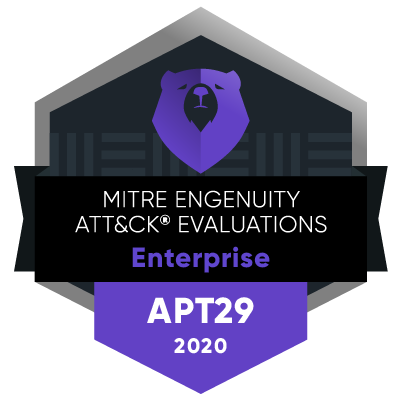 MITRE ENGENUITY
ATT&CK® EVALUATIONS
Enterprise
APT29
2020